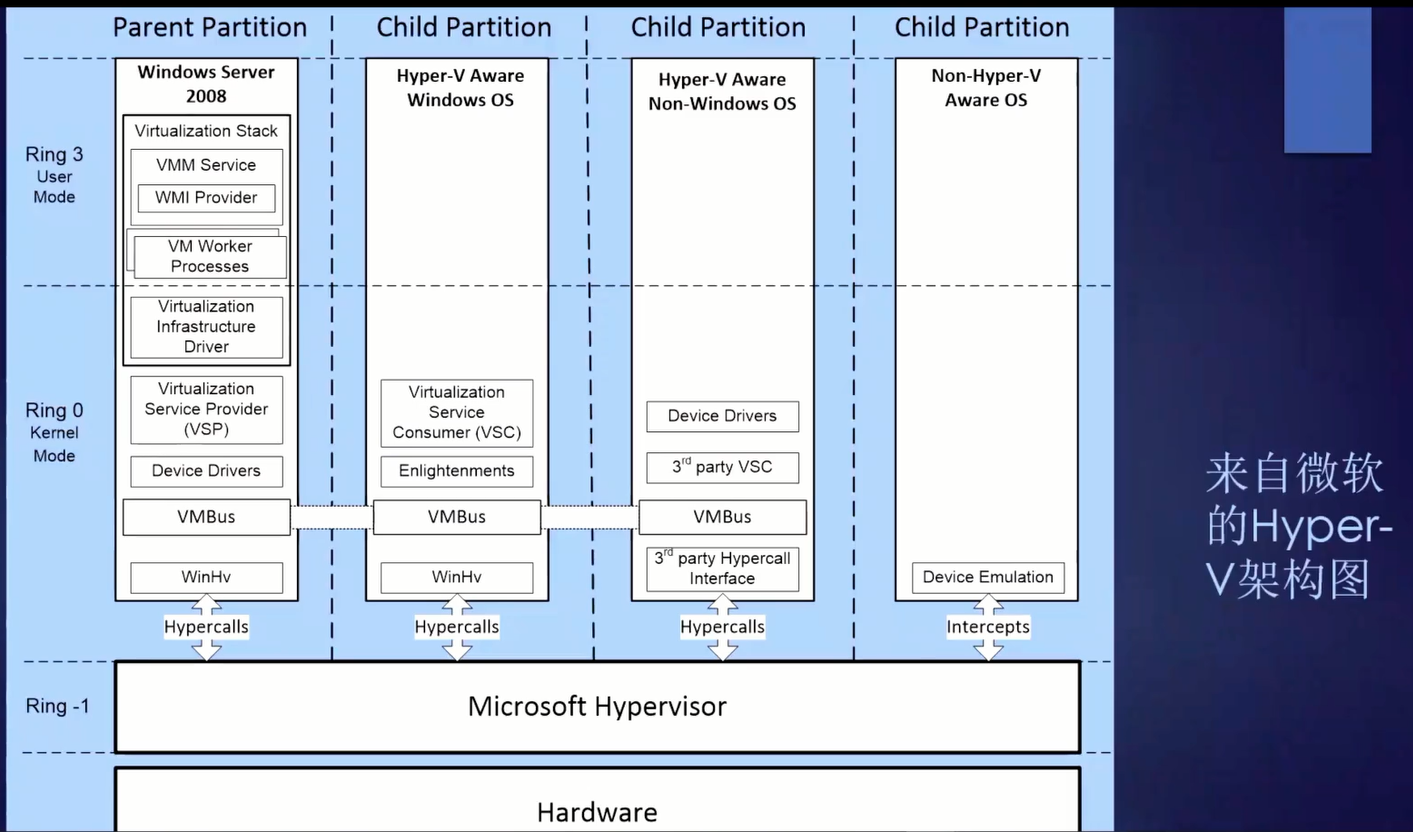 Parent Partition
Child Partition
Child Partition
Child Partition
Ring 3
User
Mode
Ring 0
Kernel
Mode
Ring -1
Windows Server
2008
Virtualization Stack
VMM Service
WMI Provider
VM Worker
Processes
Virtualization
Infrastructure
Driver
Virtualization
Service Provider
(VSP)
Device Drivers
VMBus
WinHv
Hypercalls
Hyper-V Aware
Windows OS
Virtualization
Service
Consumer (VSC)
Enlightenments
VMBus
WinHv
Hypercalls
Hyper-V Aware
Non-Windows OS
Device Drivers
3rd party VSC
VMBus
3rd party Hypercall
Interface
Hypercalls
Non-Hyper-V
Aware OS
Device Emulation
Intercepts
Microsoft Hypervisor
Hardware
来自微软
的Hyper-
V架构图